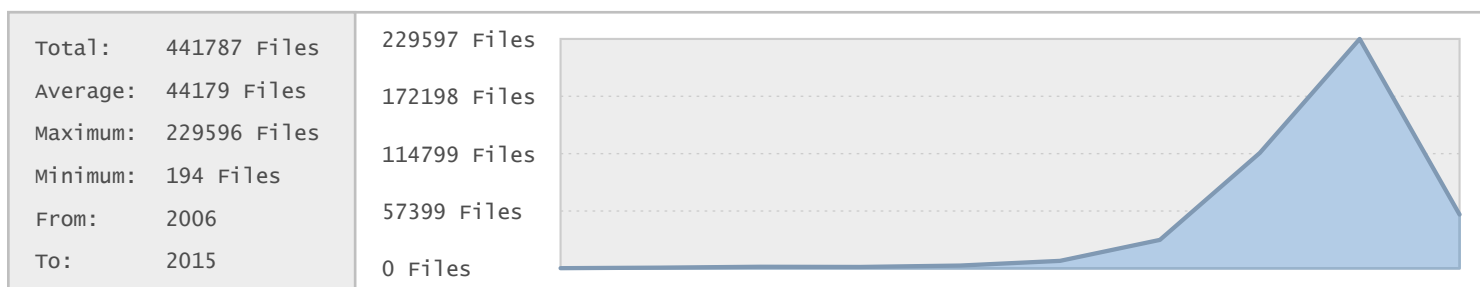 Total: 441787 Files
Average: 44179 Files
Maximum: 229596 Files
Minimum: 194 Files
From: 2006
To: 2015
229597 Files
172198 Files
114799 Files
57399 Files
0 Files